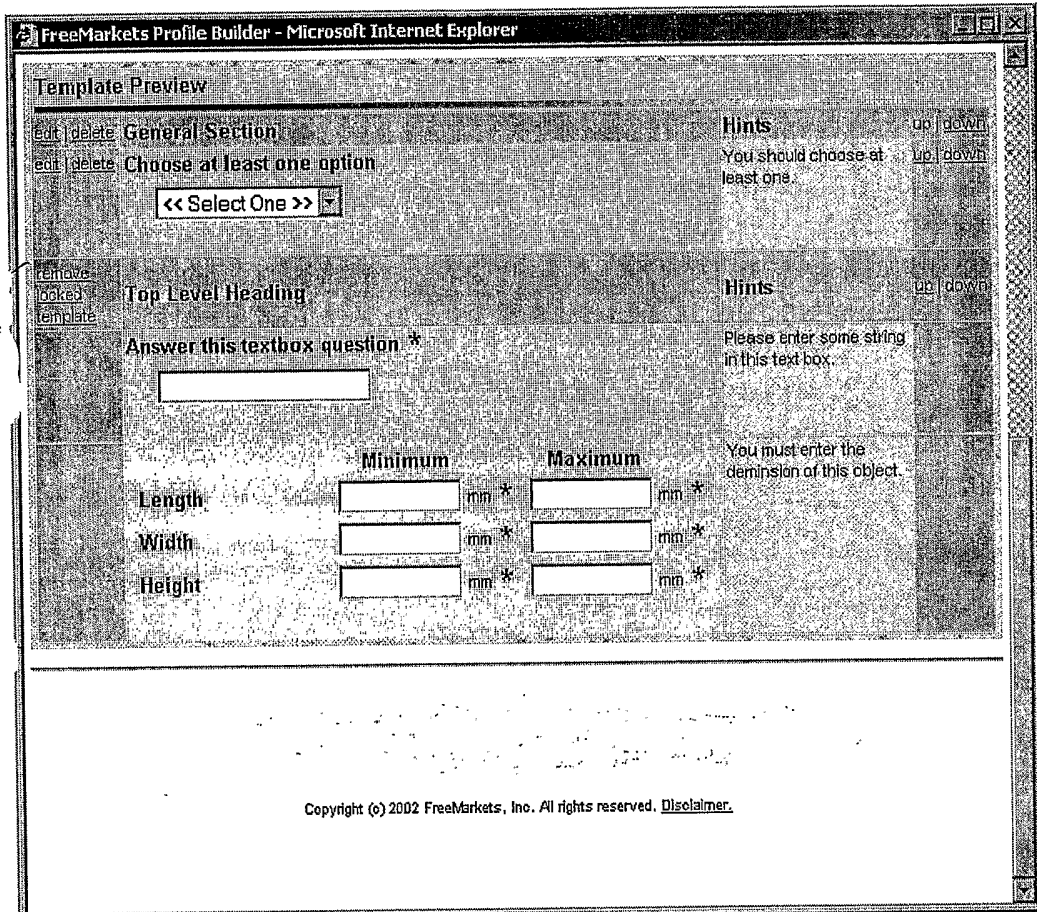 FreeMarkets Profile Builder - Microsoft Internet Explorer
Template Preview
edit | delete General Section Hints up | down
edit | delete Choose at least one option You should choose at up | down
least one.
<< Select One >>
remove
locked Top Level Heading Hints up | down
template
Answer this textbox question * Please enter some string
in this text box.
Minimum Maximum You must enter the
deminsion of this object.
Length mm * mm *
Width mm * mm *
Height mm * mm *
Copyright (c) 2002 FreeMarkets, Inc. All rights reserved. Disclaimer.